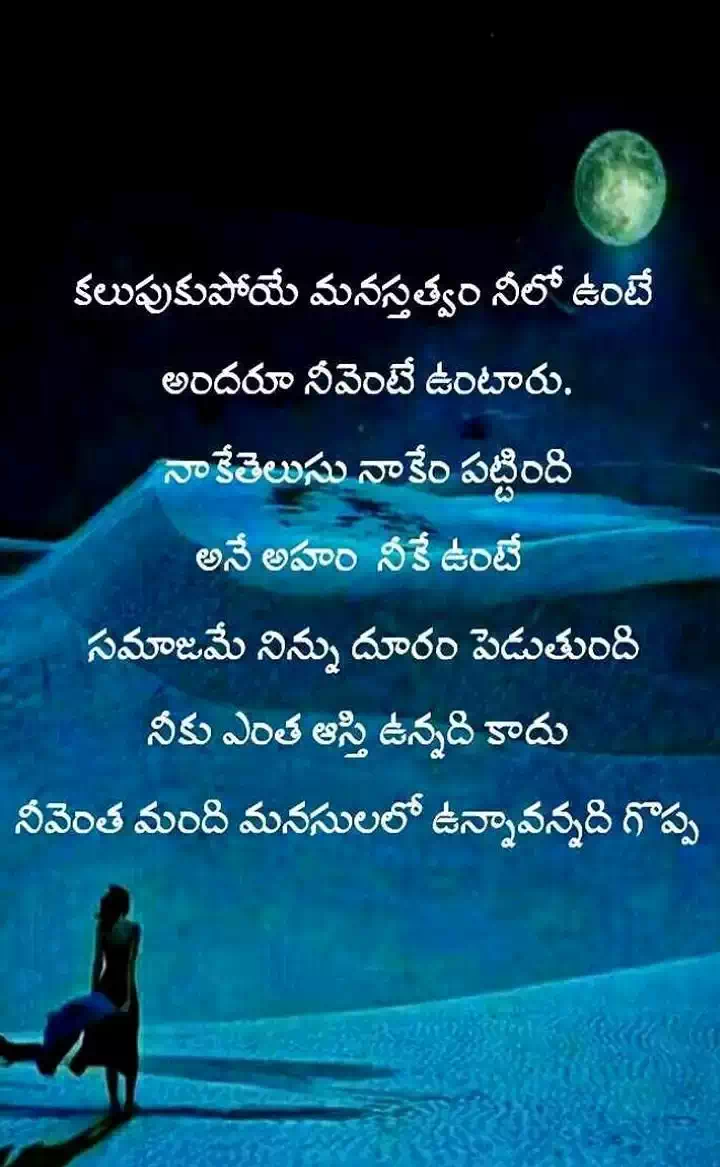 కలుపుకుపోయే మనస్తత్వం నీలో ఉంటే
అందరూ నీవెంటే ఉంటారు.
నాకేతెలుసు నాకేం పట్టింది
అనే అహం నీకే ఉంటే
సమాజమే నిన్ను దూరం పెడుతుంది
నీకు ఎంత ఆస్తి ఉన్నది కాదు
నీవెంత మంది మనసులలో ఉన్నావన్నది గొప్ప